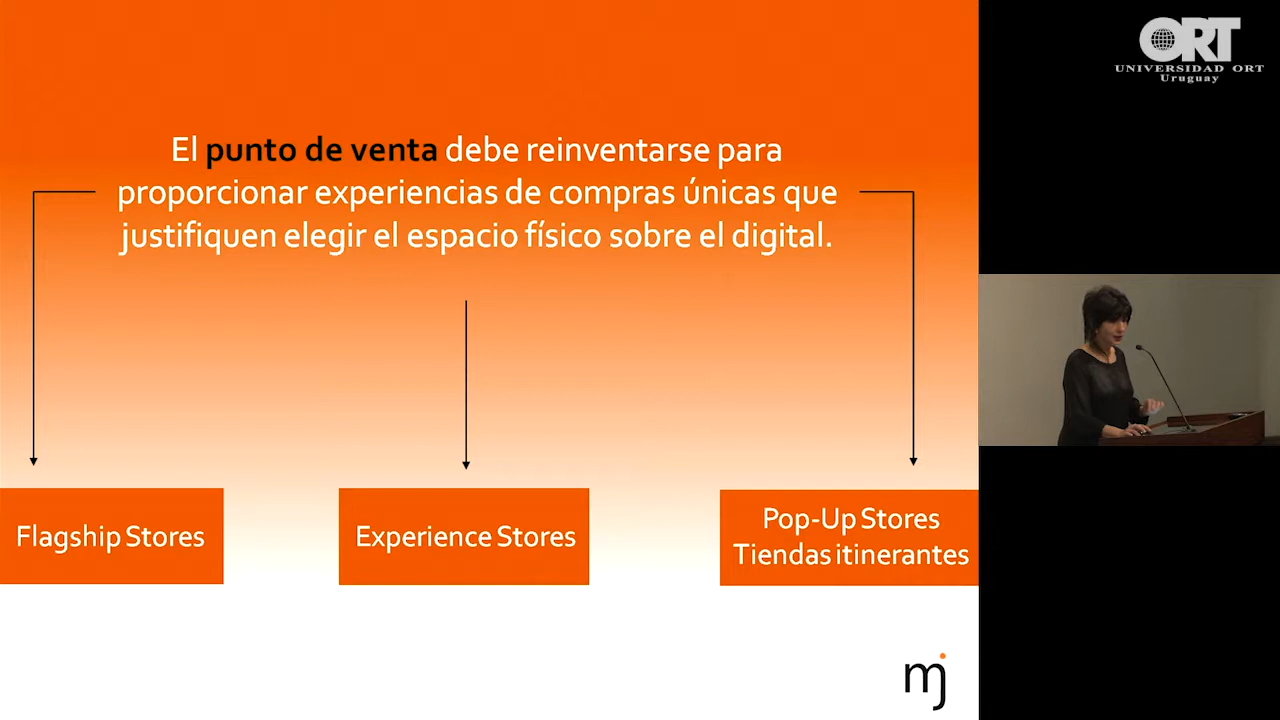 El punto de venta debe reinventarse para
proporcionar experiencias de compras únicas que
justifiquen elegir el espacio físico sobre el digital.
Flagship Stores
Experience Stores
Pop-Up Stores
Tiendas itinerantes
mj
ORT
UNIVERSIDAD ORT
Uruguay